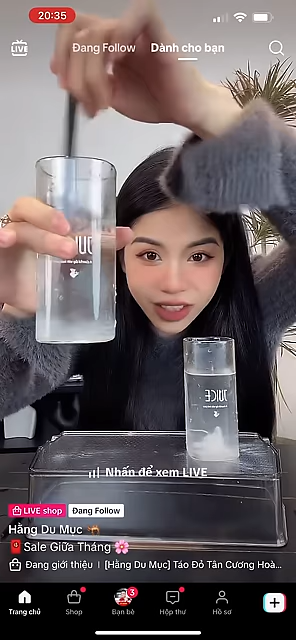 20:35
LIVE
Đang Follow
Dành cho bạn
JUICE
Nhấn để xem LIVE
LIVE shop
Đang Follow
Hằng Du Mục
Sale Giữa Tháng
Đang giới thiệu | [Hằng Du Mục] Táo Đỏ Tân Cương Hoà...
Trang chủ
Shop
3
Bạn bè
Hộp thư
Hồ sơ